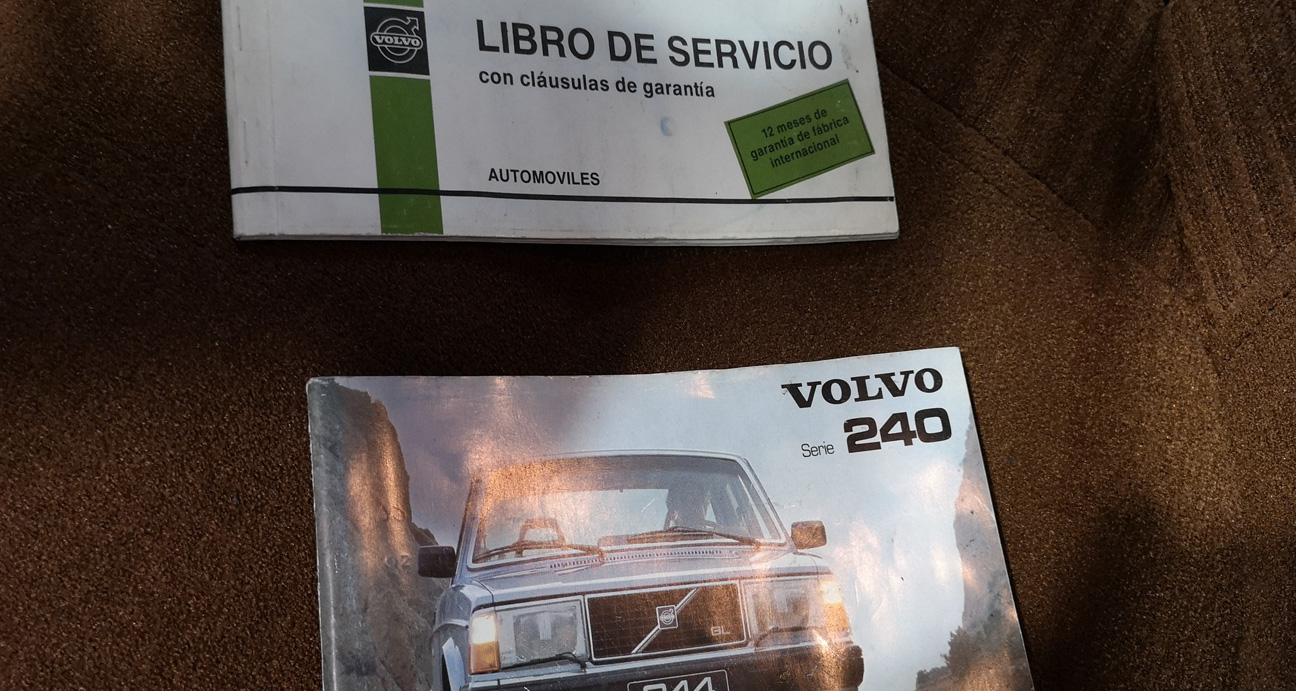 VOLVO
LIBRO DE SERVICIO
con cláusulas de garantía
12 meses de
garantía de fábrica
internacional
AUTOMOVILES
VOLVO
Serie 240
GL
244